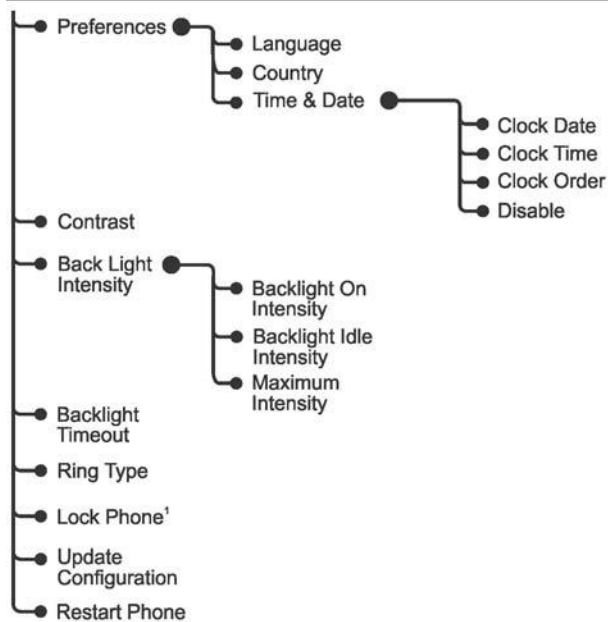 Preferences
Language
Country
Time & Date
Clock Date
Clock Time
Clock Order
Disable
Contrast
Back Light
Intensity
Backlight On
Intensity
Backlight Idle
Intensity
Maximum
Intensity
Backlight
Timeout
Ring Type
Lock Phone¹
Update
Configuration
Restart Phone